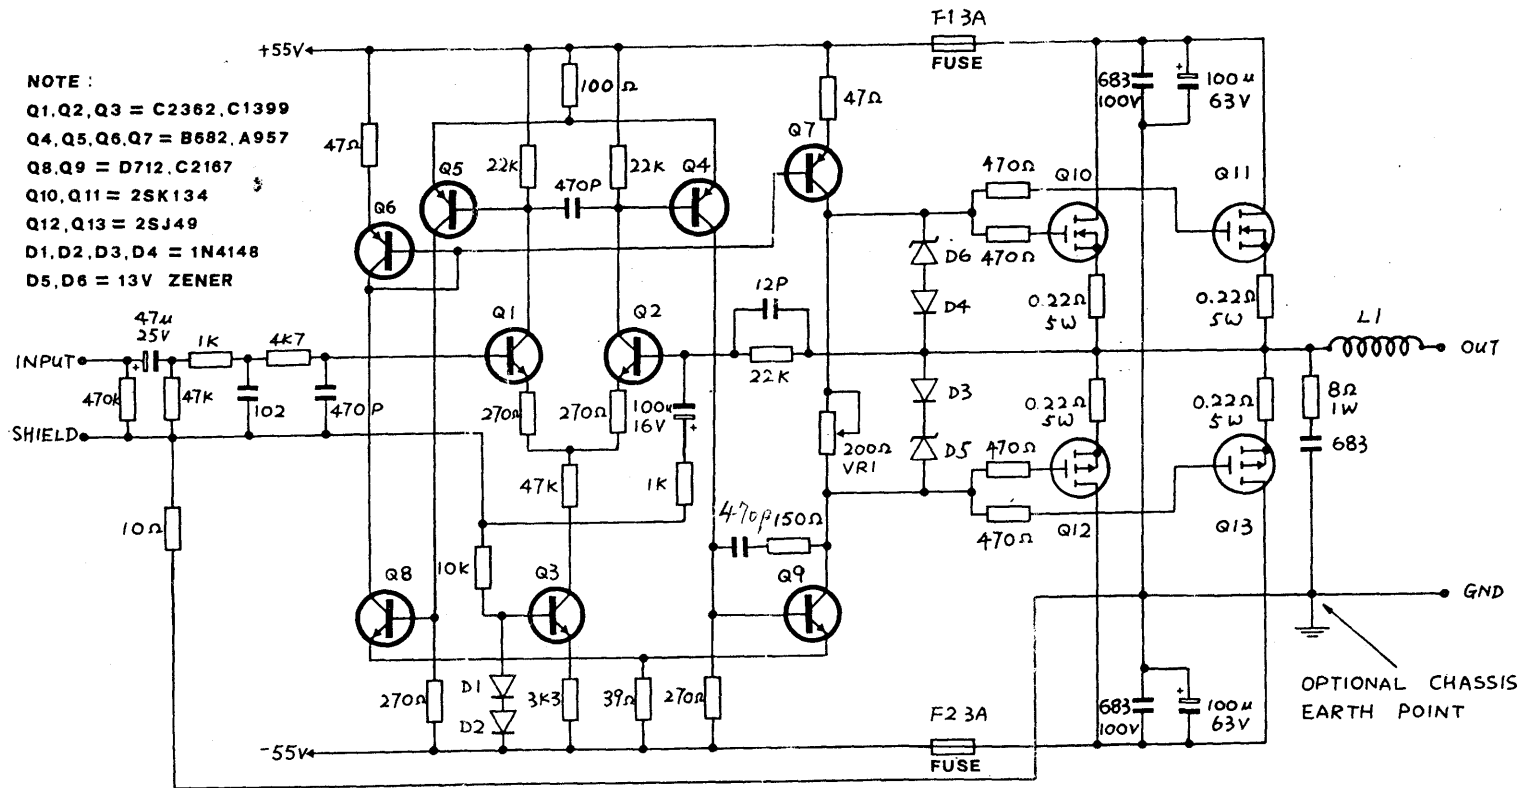 F1 3A
FUSE
+55V
NOTE :
Q1,Q2,Q3 = C2362,C1399
Q4,Q5,Q6,Q7 = B682,A957
Q8,Q9 = D712,C2167
Q10,Q11 = 2SK134
Q12,Q13 = 2SJ49
D1,D2,D3,D4 = 1N4148
D5,D6 = 13V ZENER
100Ω
47Ω
683
100V
+
100u
63V
47Ω
Q5
22K
22K
Q4
Q7
470P
470Ω
Q10
Q11
Q6
470Ω
D6
12P
D4
0.22Ω
5W
0.22Ω
5W
L1
47u
25V
+
1K
4K7
Q1
Q2
INPUT
OUT
22K
470K
47K
102
470P
270Ω
270Ω
100u
16V
+
D3
0.22Ω
5W
0.22Ω
5W
8Ω
1W
SHIELD
200Ω
VR1
D5
470Ω
683
47K
1K
470p
150Ω
10Ω
470Ω
Q12
Q13
10K
Q8
Q3
Q9
GND
270Ω
D1
D2
3K3
39Ω
270Ω
F2 3A
683
100V
+
100u
63V
OPTIONAL CHASSIS
EARTH POINT
-55V
FUSE